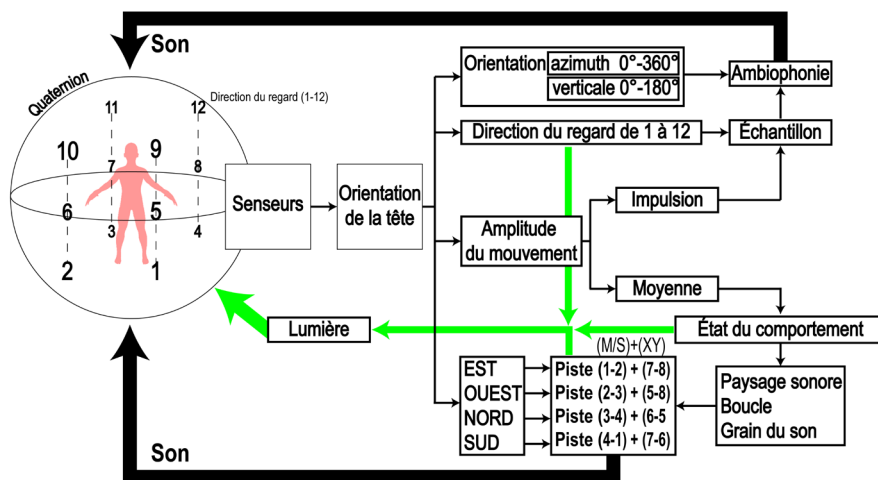 Son
Quaternion
Direction du regard (1-12)
11
12
10
9
7
8
6
5
3
4
2
1
Senseurs
Orientation
de la tête
Orientation
azimuth 0°-360°
verticale 0°-180°
Ambiophonie
Direction du regard de 1 à 12
Échantillon
Amplitude
du mouvement
Impulsion
Moyenne
Lumière
État du comportement
(M/S)+(XY)
EST
OUEST
NORD
SUD
Piste (1-2) + (7-8)
Piste (2-3) + (5-8)
Piste (3-4) + (6-5
Piste (4-1) + (7-6)
Paysage sonore
Boucle
Grain du son
Son